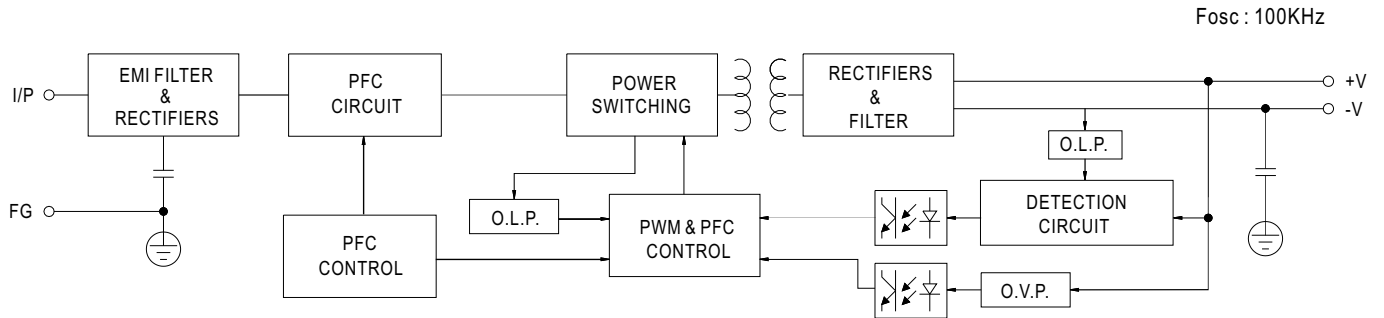 Fosc : 100KHz
I/P
EMI FILTER
&
RECTIFIERS
PFC
CIRCUIT
POWER
SWITCHING
RECTIFIERS
&
FILTER
+V
-V
O.L.P.
FG
O.L.P.
PFC
CONTROL
PWM & PFC
CONTROL
DETECTION
CIRCUIT
O.V.P.